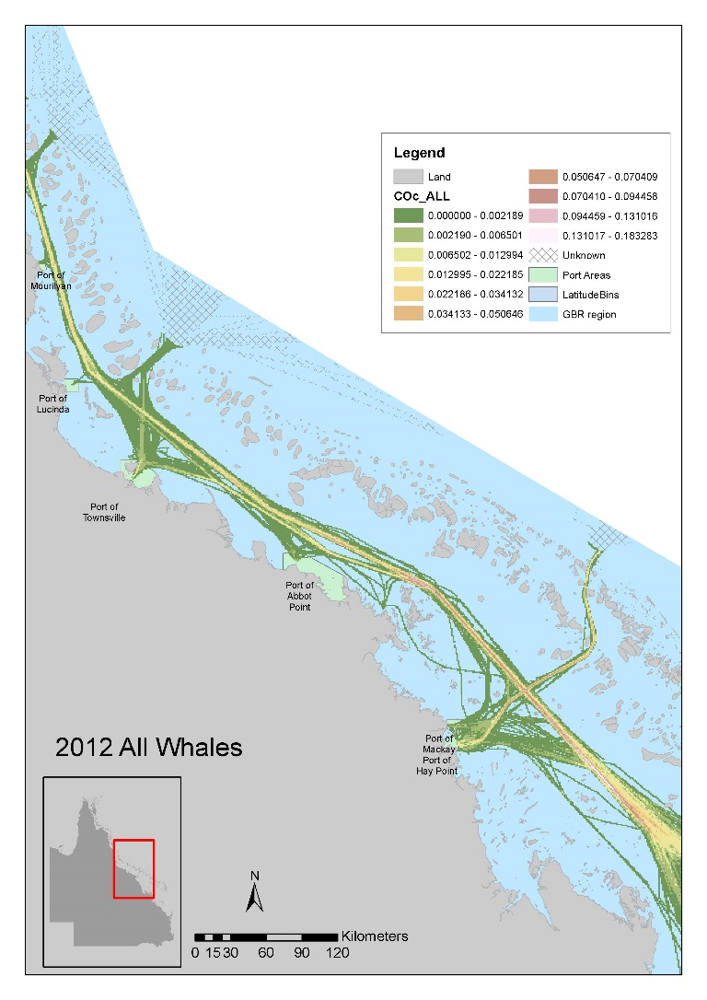 Legend
Land
COc_ALL
0.000000 - 0.002189
0.002190 - 0.006501
0.006502 - 0.012994
0.012995 - 0.022185
0.022186 - 0.034132
0.034133 - 0.050646
0.050647 - 0.070409
0.070410 - 0.094458
0.094459 - 0.131016
0.131017 - 0.183283
Unknown
Port Areas
LatitudeBins
GBR region
Port of
Mourilyan
Port of
Lucinda
Port of
Townsville
Port of
Abbot
Point
Port of
Mackay
Port of
Hay Point
2012 All Whales
N
Kilometers
0 15 30 60 90 120